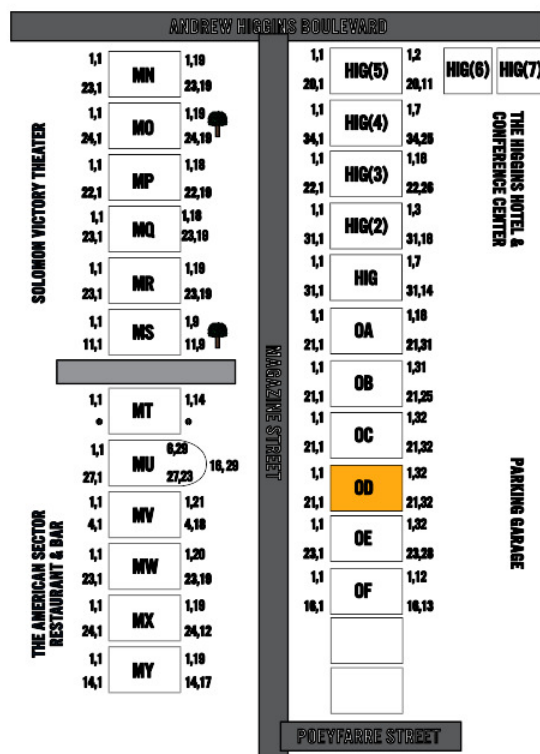 ANDREW HIGGINS BOULEVARD
SOLOMON VICTORY THEATER
1,1 1,19
MN
23,1 23,19
1,1 1,19
MO
24,1 24,19
1,1 1,18
MP
22,1 22,19
1,1 1,18
MQ
23,1 23,19
1,1 1,19
MR
23,1 23,19
1,1 1,9
MS
11,1 11,9
THE AMERICAN SECTOR
RESTAURANT & BAR
1,1 1,14
MT
1,1 6,29
MU 16,29
27,1 27,23
1,1 1,21
MV
4,1 4,18
1,1 1,20
MW
23,1 23,19
1,1 1,19
MX
24,1 24,12
1,1 1,19
MY
14,1 14,17
MAGAZINE STREET
1,1 1,2
HIG(5) HIG(6) HIG(7)
20,1 20,11
1,1 1,7
HIG(4)
34,1 34,25
1,1 1,16
HIG(3)
22,1 22,26
1,1 1,3
HIG(2)
31,1 31,16
1,1 1,7
HIG
31,1 31,14
THE HIGGINS HOTEL &
CONFERENCE CENTER
1,1 1,18
OA
21,1 21,31
1,1 1,31
OB
21,1 21,25
1,1 1,32
OC
21,1 21,32
1,1 1,32
OD
21,1 21,32
1,1 1,32
OE
23,1 23,28
1,1 1,12
OF
16,1 16,13
PARKING GARAGE
POEYFARRE STREET